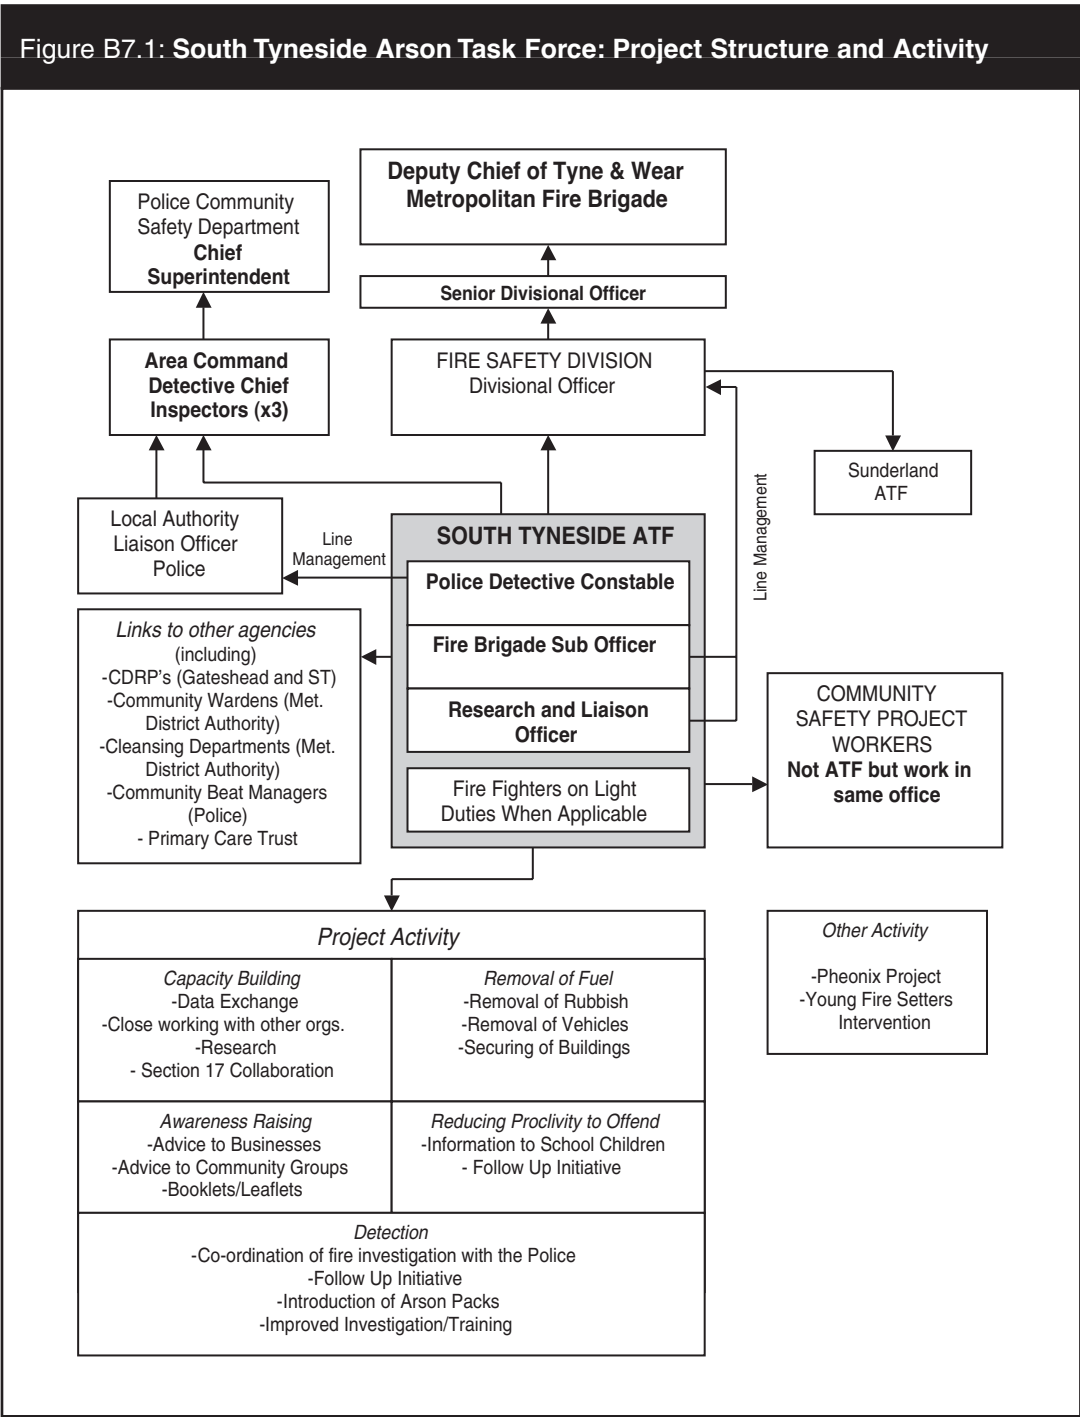 Figure B7.1: South Tyneside Arson Task Force: Project Structure and Activity
Deputy Chief of Tyne & Wear
Metropolitan Fire Brigade
Police Community
Safety Department
Chief
Superintendent
Senior Divisional Officer
Area Command
Detective Chief
Inspectors (x3)
FIRE SAFETY DIVISION
Divisional Officer
Sunderland
ATF
Line Management
Local Authority
Liaison Officer
Police
Line
Management
SOUTH TYNESIDE ATF
Police Detective Constable
Fire Brigade Sub Officer
Research and Liaison
Officer
Fire Fighters on Light
Duties When Applicable
Links to other agencies
(including)
-CDRP's (Gateshead and ST)
-Community Wardens (Met.
District Authority)
-Cleansing Departments (Met.
District Authority)
-Community Beat Managers
(Police)
- Primary Care Trust
COMMUNITY
SAFETY PROJECT
WORKERS
Not ATF but work in
same office
Project Activity
Capacity Building
-Data Exchange
-Close working with other orgs.
-Research
- Section 17 Collaboration
Removal of Fuel
-Removal of Rubbish
-Removal of Vehicles
-Securing of Buildings
Awareness Raising
-Advice to Businesses
-Advice to Community Groups
-Booklets/Leaflets
Reducing Proclivity to Offend
-Information to School Children
- Follow Up Initiative
Detection
-Co-ordination of fire investigation with the Police
-Follow Up Initiative
-Introduction of Arson Packs
-Improved Investigation/Training
Other Activity
-Pheonix Project
-Young Fire Setters
Intervention